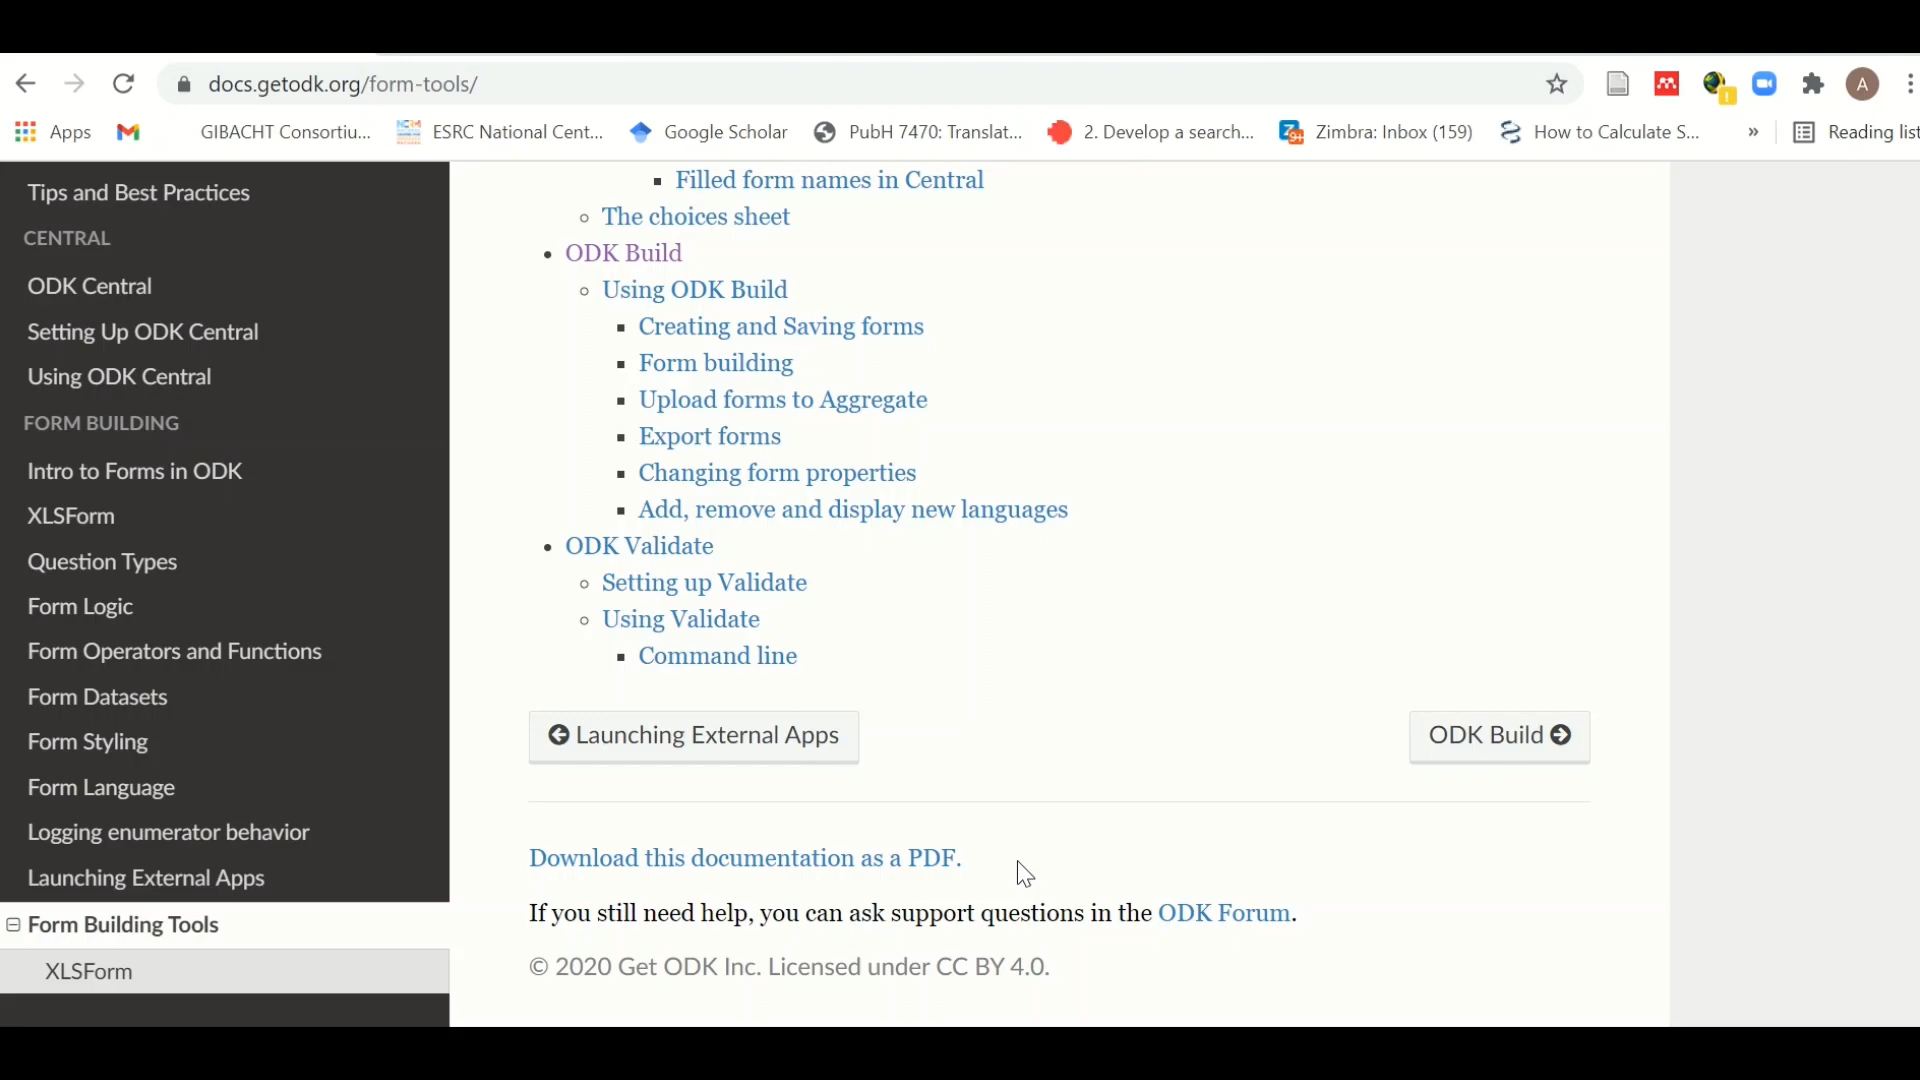 docs.getodk.org/form-tools/
A
Apps
GIBACHT Consortiu...
ESRC National Cent...
Google Scholar
PubH 7470: Translat...
2. Develop a search...
Zimbra: Inbox (159)
How to Calculate S...
»
Reading list
Tips and Best Practices
CENTRAL
ODK Central
Setting Up ODK Central
Using ODK Central
FORM BUILDING
Intro to Forms in ODK
XLSForm
Question Types
Form Logic
Form Operators and Functions
Form Datasets
Form Styling
Form Language
Logging enumerator behavior
Launching External Apps
Form Building Tools
XLSForm
Filled form names in Central
The choices sheet
ODK Build
Using ODK Build
Creating and Saving forms
Form building
Upload forms to Aggregate
Export forms
Changing form properties
Add, remove and display new languages
ODK Validate
Setting up Validate
Using Validate
Command line
Launching External Apps
ODK Build
Download this documentation as a PDF.
If you still need help, you can ask support questions in the ODK Forum.
© 2020 Get ODK Inc. Licensed under CC BY 4.0.